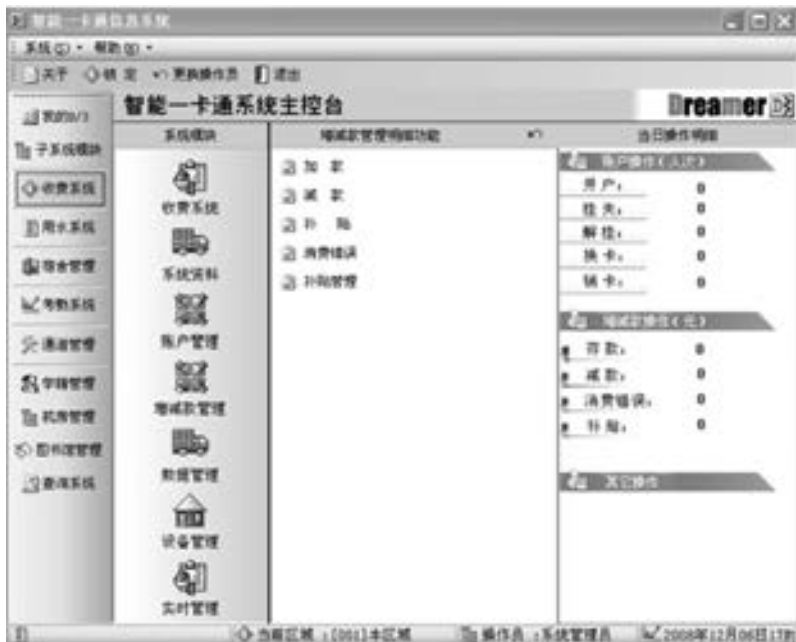 智能一卡通信息系统
系统(S) 帮助(H)
关于 锁 定 更换操作员 退出
智能一卡通系统主控台 Dreamer
系统模块 增减款管理明细功能 当日操作明细
子系统模块
收费系统
用水系统
宿舍管理
考勤系统
通道管理
学籍管理
机房管理
图书馆管理
查询系统
收费系统
系统资料
账户管理
增减款管理
数据管理
设备管理
实时管理
加 款
减 款
补 贴
消费错误
补贴管理
账户操作(人次)
开 户: 0
挂 失: 0
解 挂: 0
换 卡: 0
销 卡: 0
增减款操作(元)
存 款: 0
减 款: 0
消费错误: 0
补 贴: 0
其它操作
当前区域 :[001]本区域 操作员 :系统管理员 2008年12月06日17时